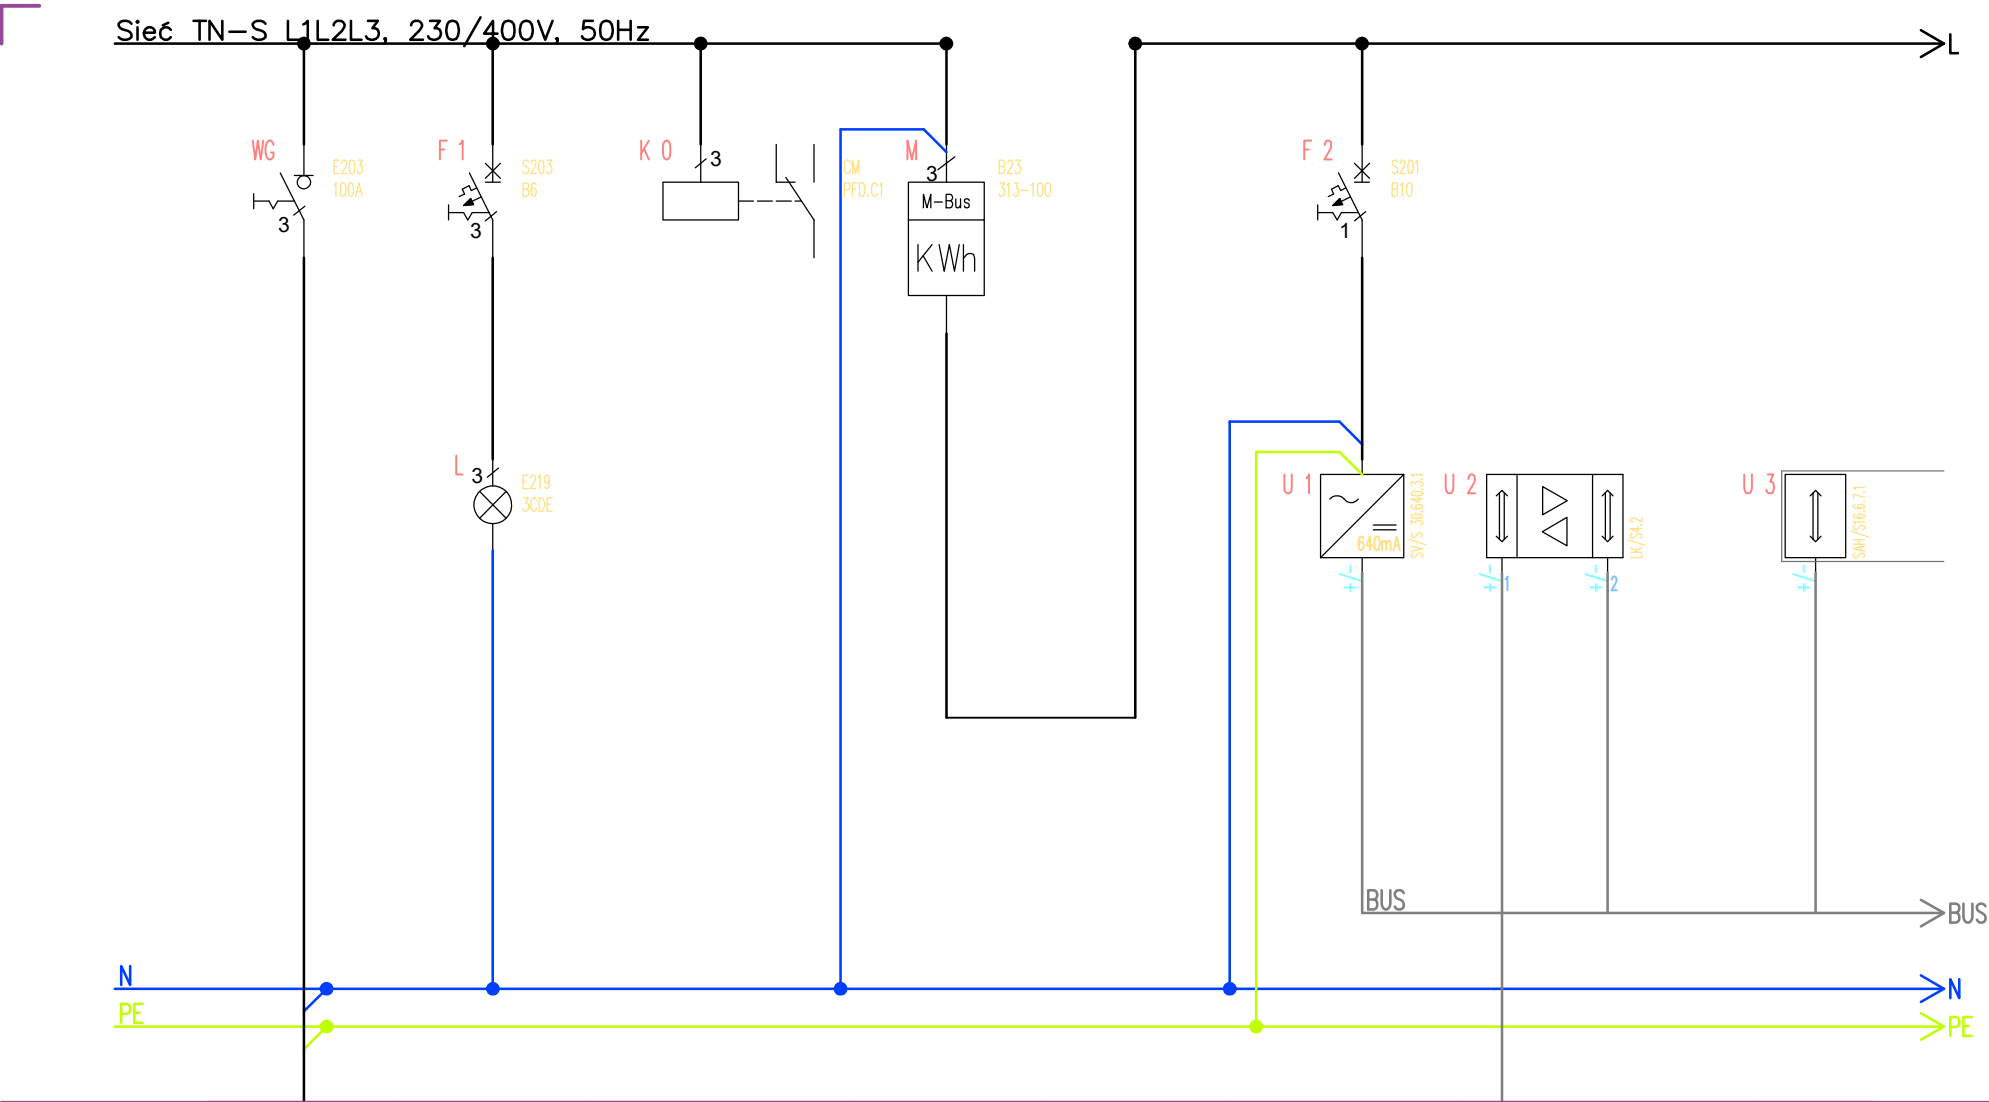 Sieć TN-S L1L2L3, 230/400V, 50Hz
L
WG
E203
100A
3
F 1
S203
B6
3
K 0
3
CM
PFD.C1
M
3
B23
313-100
M-Bus
KWh
F 2
S201
B10
1
L
3
E219
3CDE
U 1
640mA
SV/S 30.640.3.1
+/-
U 2
LK/S4.2
+/-
1
+/-
2
U 3
SAH/S16.6.7.1
+/-
BUS
BUS
N
N
PE
PE